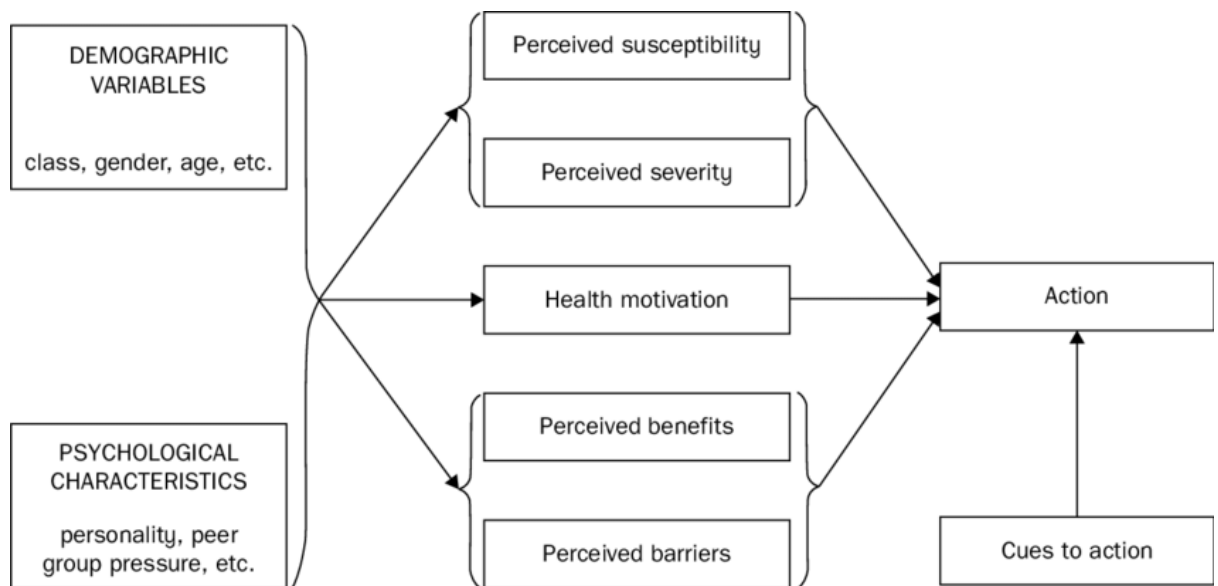 DEMOGRAPHIC
VARIABLES
class, gender, age, etc.
PSYCHOLOGICAL
CHARACTERISTICS
personality, peer
group pressure, etc.
Perceived susceptibility
Perceived severity
Health motivation
Perceived benefits
Perceived barriers
Action
Cues to action